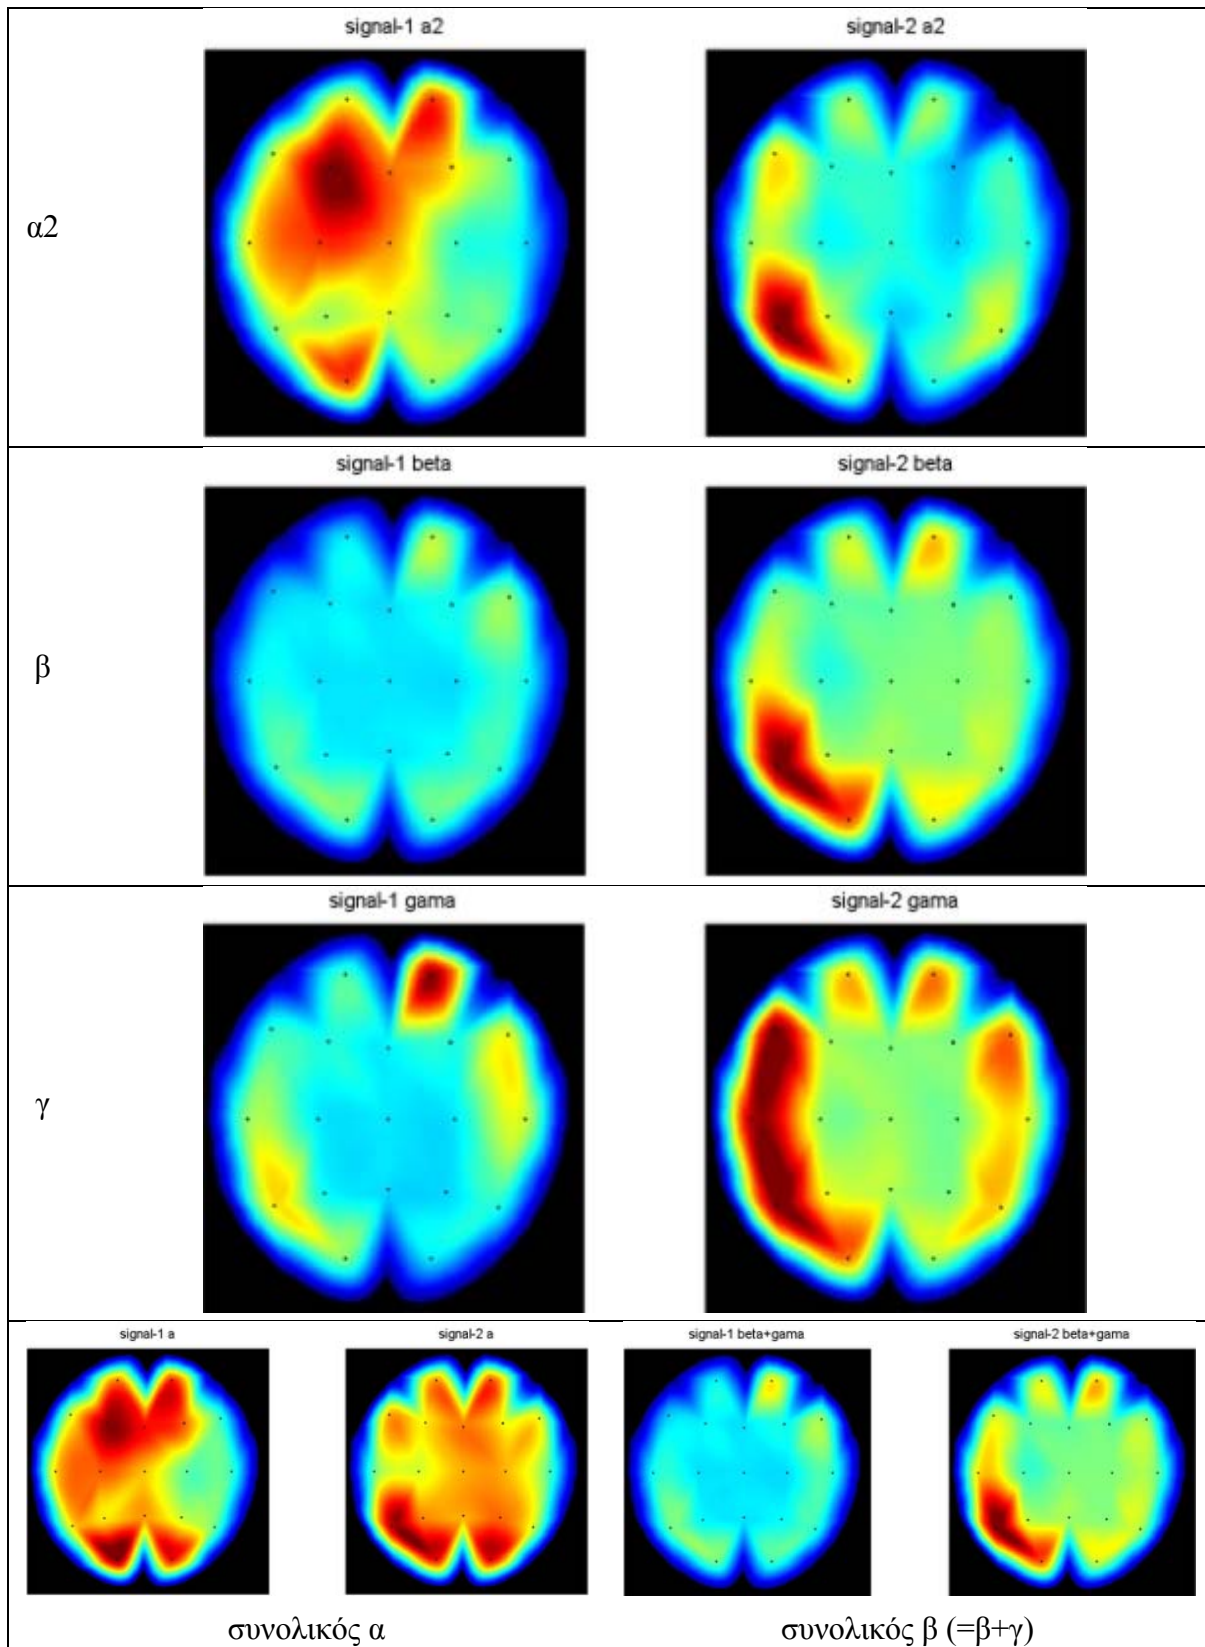 signal-1 a2 signal-2 a2
α2
signal-1 beta signal-2 beta
β
signal-1 gama signal-2 gama
γ
signal-1 a signal-2 a signal-1 beta+gama signal-2 beta+gama
συνολικός α συνολικός β (=β+γ)